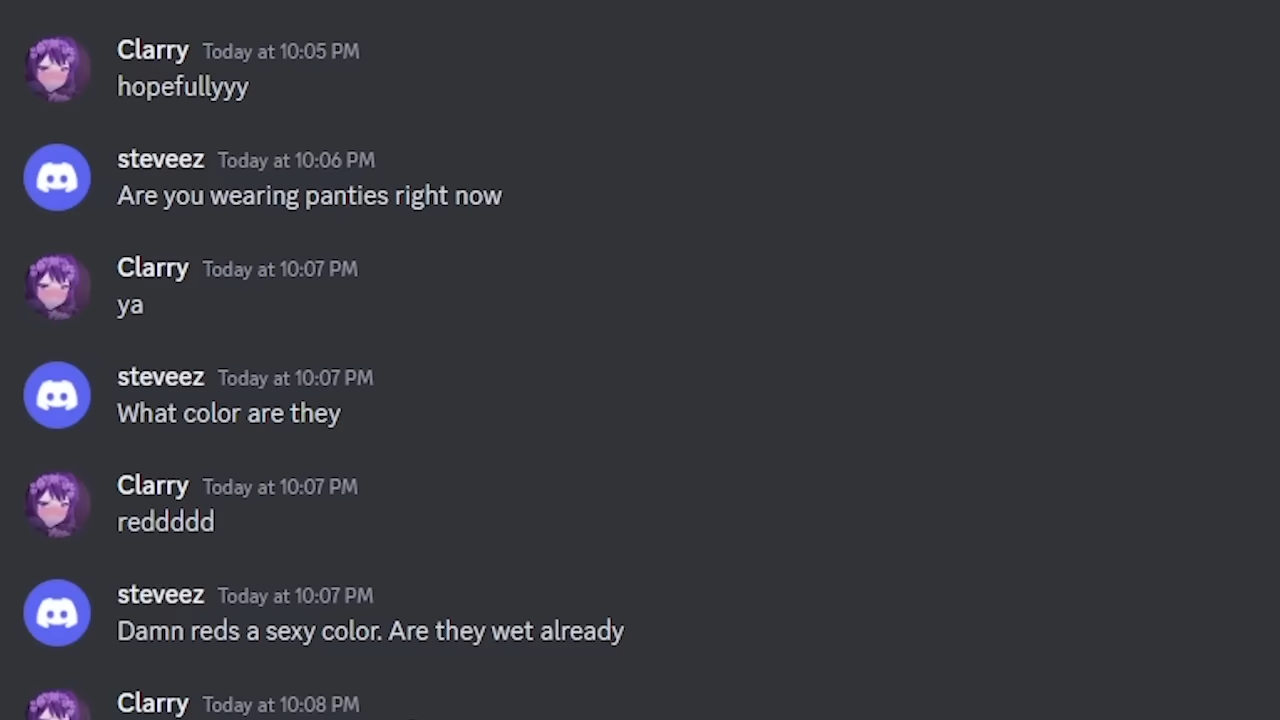 Clarry Today at 10:05 PM
hopefullyyy
steveez Today at 10:06 PM
Are you wearing panties right now
Clarry Today at 10:07 PM
ya
steveez Today at 10:07 PM
What color are they
Clarry Today at 10:07 PM
reddddd
steveez Today at 10:07 PM
Damn reds a sexy color. Are they wet already
Clarry Today at 10:08 PM